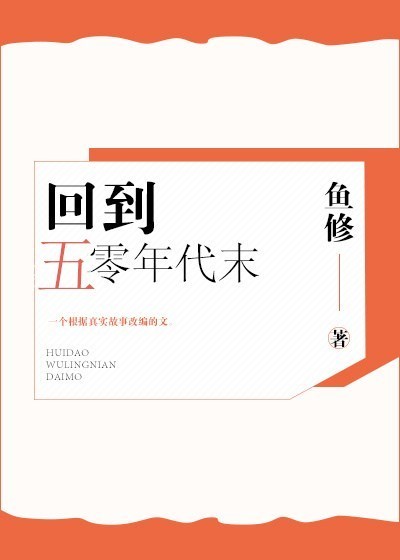 回到
五零年代末
一个根据真实故事改编的文.
HUIDAO
WULINGNIAN
DAIMO
鱼修
著